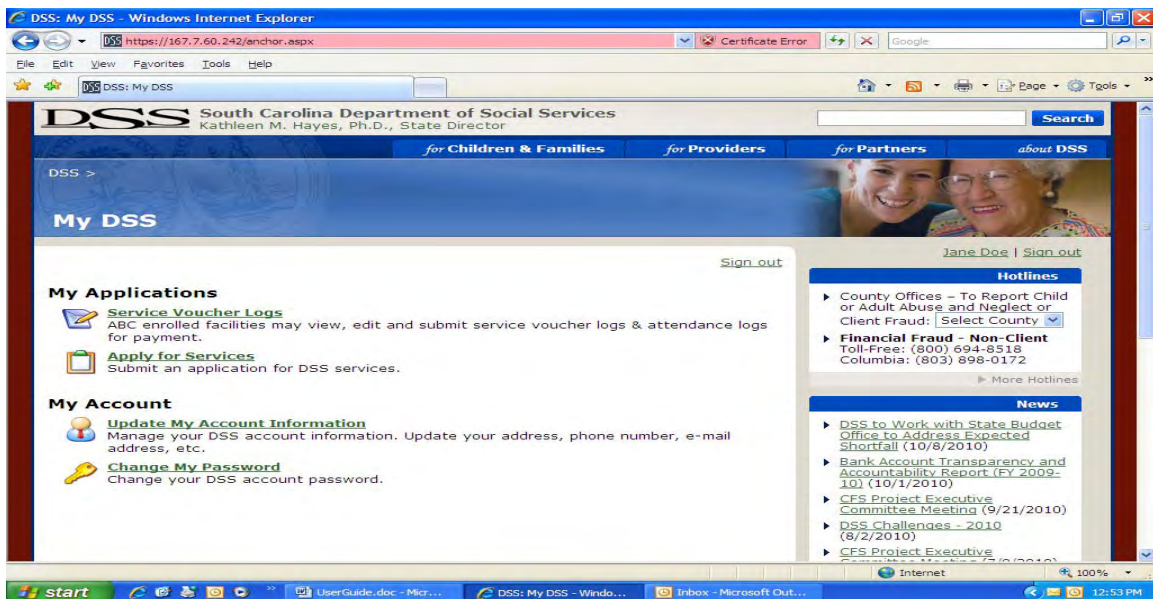 DSS: My DSS - Windows Internet Explorer
DSS https://167.7.60.242/anchor.aspx
Certificate Error
Google
File Edit View Favorites Tools Help
DSS DSS: My DSS
Page Tools
DSS South Carolina Department of Social Services
Kathleen M. Hayes, Ph.D., State Director
Search
for Children & Families
for Providers
for Partners
about DSS
DSS >
My DSS
Sign out
My Applications
Service Voucher Logs
ABC enrolled facilities may view, edit and submit service voucher logs & attendance logs
for payment.
Apply for Services
Submit an application for DSS services.
My Account
Update My Account Information
Manage your DSS account information. Update your address, phone number, e-mail
address, etc.
Change My Password
Change your DSS account password.
Jane Doe | Sign out
Hotlines
County Offices – To Report Child
or Adult Abuse and Neglect or
Client Fraud: Select County
Financial Fraud - Non-Client
Toll-Free: (800) 694-8518
Columbia: (803) 898-0172
More Hotlines
News
DSS to Work with State Budget
Office to Address Expected
Shortfall (10/8/2010)
Bank Account Transparency and
Accountability Report (FY 2009-
10) (10/1/2010)
CFS Project Executive
Committee Meeting (9/21/2010)
DSS Challenges - 2010
(8/2/2010)
CFS Project Executive
Internet
100%
start
UserGuide.doc - Micr...
DSS: My DSS - Windo...
Inbox - Microsoft Out...
12:53 PM